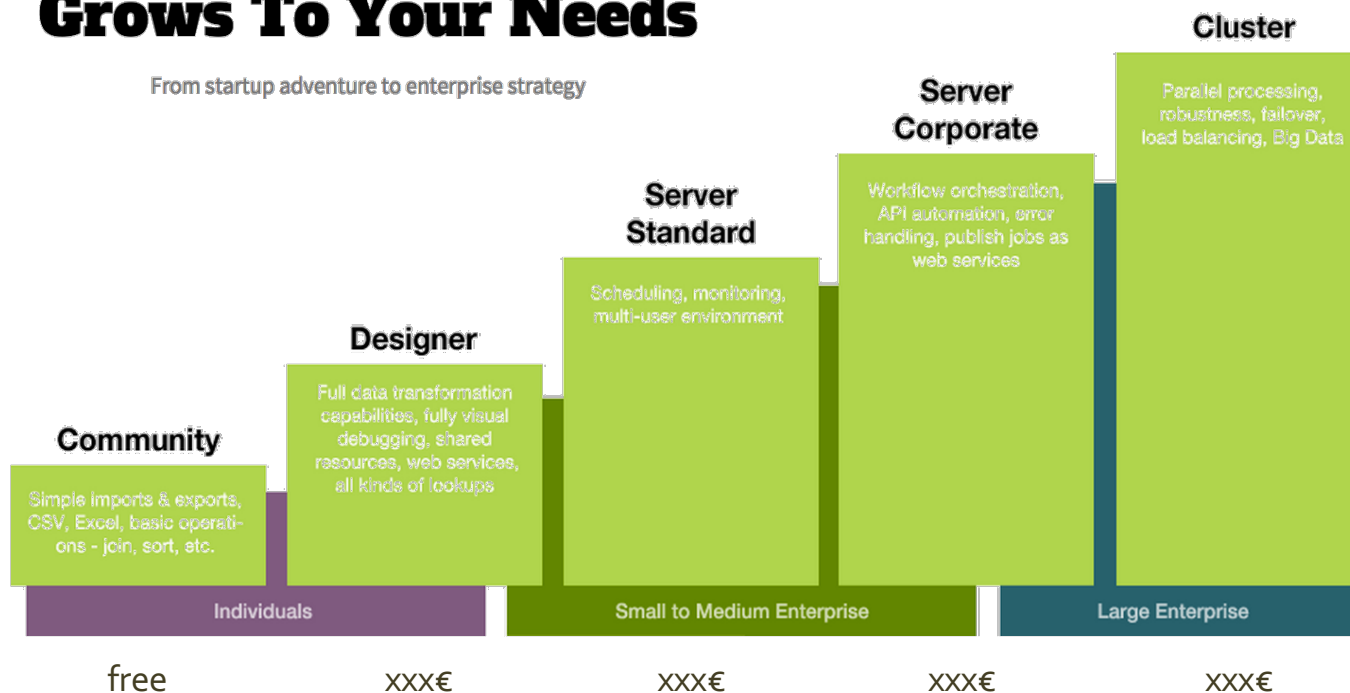 Grows To Your Needs
From startup adventure to enterprise strategy
Community
Simple imports & exports,
CSV, Excel, basic operati-
ons - join, sort, etc.
Designer
Full data transformation
capabilities, fully visual
debugging, shared
resources, web services,
all kinds of lookups
Server
Standard
Scheduling, monitoring,
multi-user environment
Server
Corporate
Workflow orchestration,
API automation, error
handling, publish jobs as
web services
Cluster
Parallel processing,
robustness, failover,
load balancing, Big Data
Individuals
Small to Medium Enterprise
Large Enterprise
free
xxx€
xxx€
xxx€
xxx€